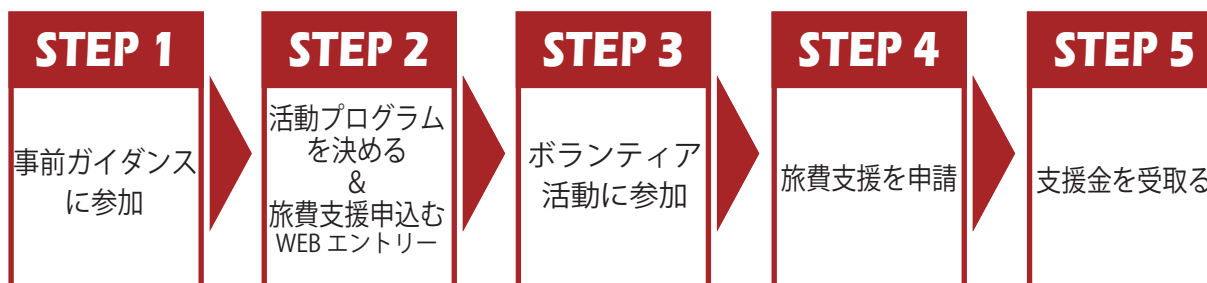 STEP 1
事前ガイダンス
に参加
STEP 2
活動プログラム
を決める
&
旅費支援申込む
WEB エントリー
STEP 3
ボランティア
活動に参加
STEP 4
旅費支援を申請
STEP 5
支援金を受取る